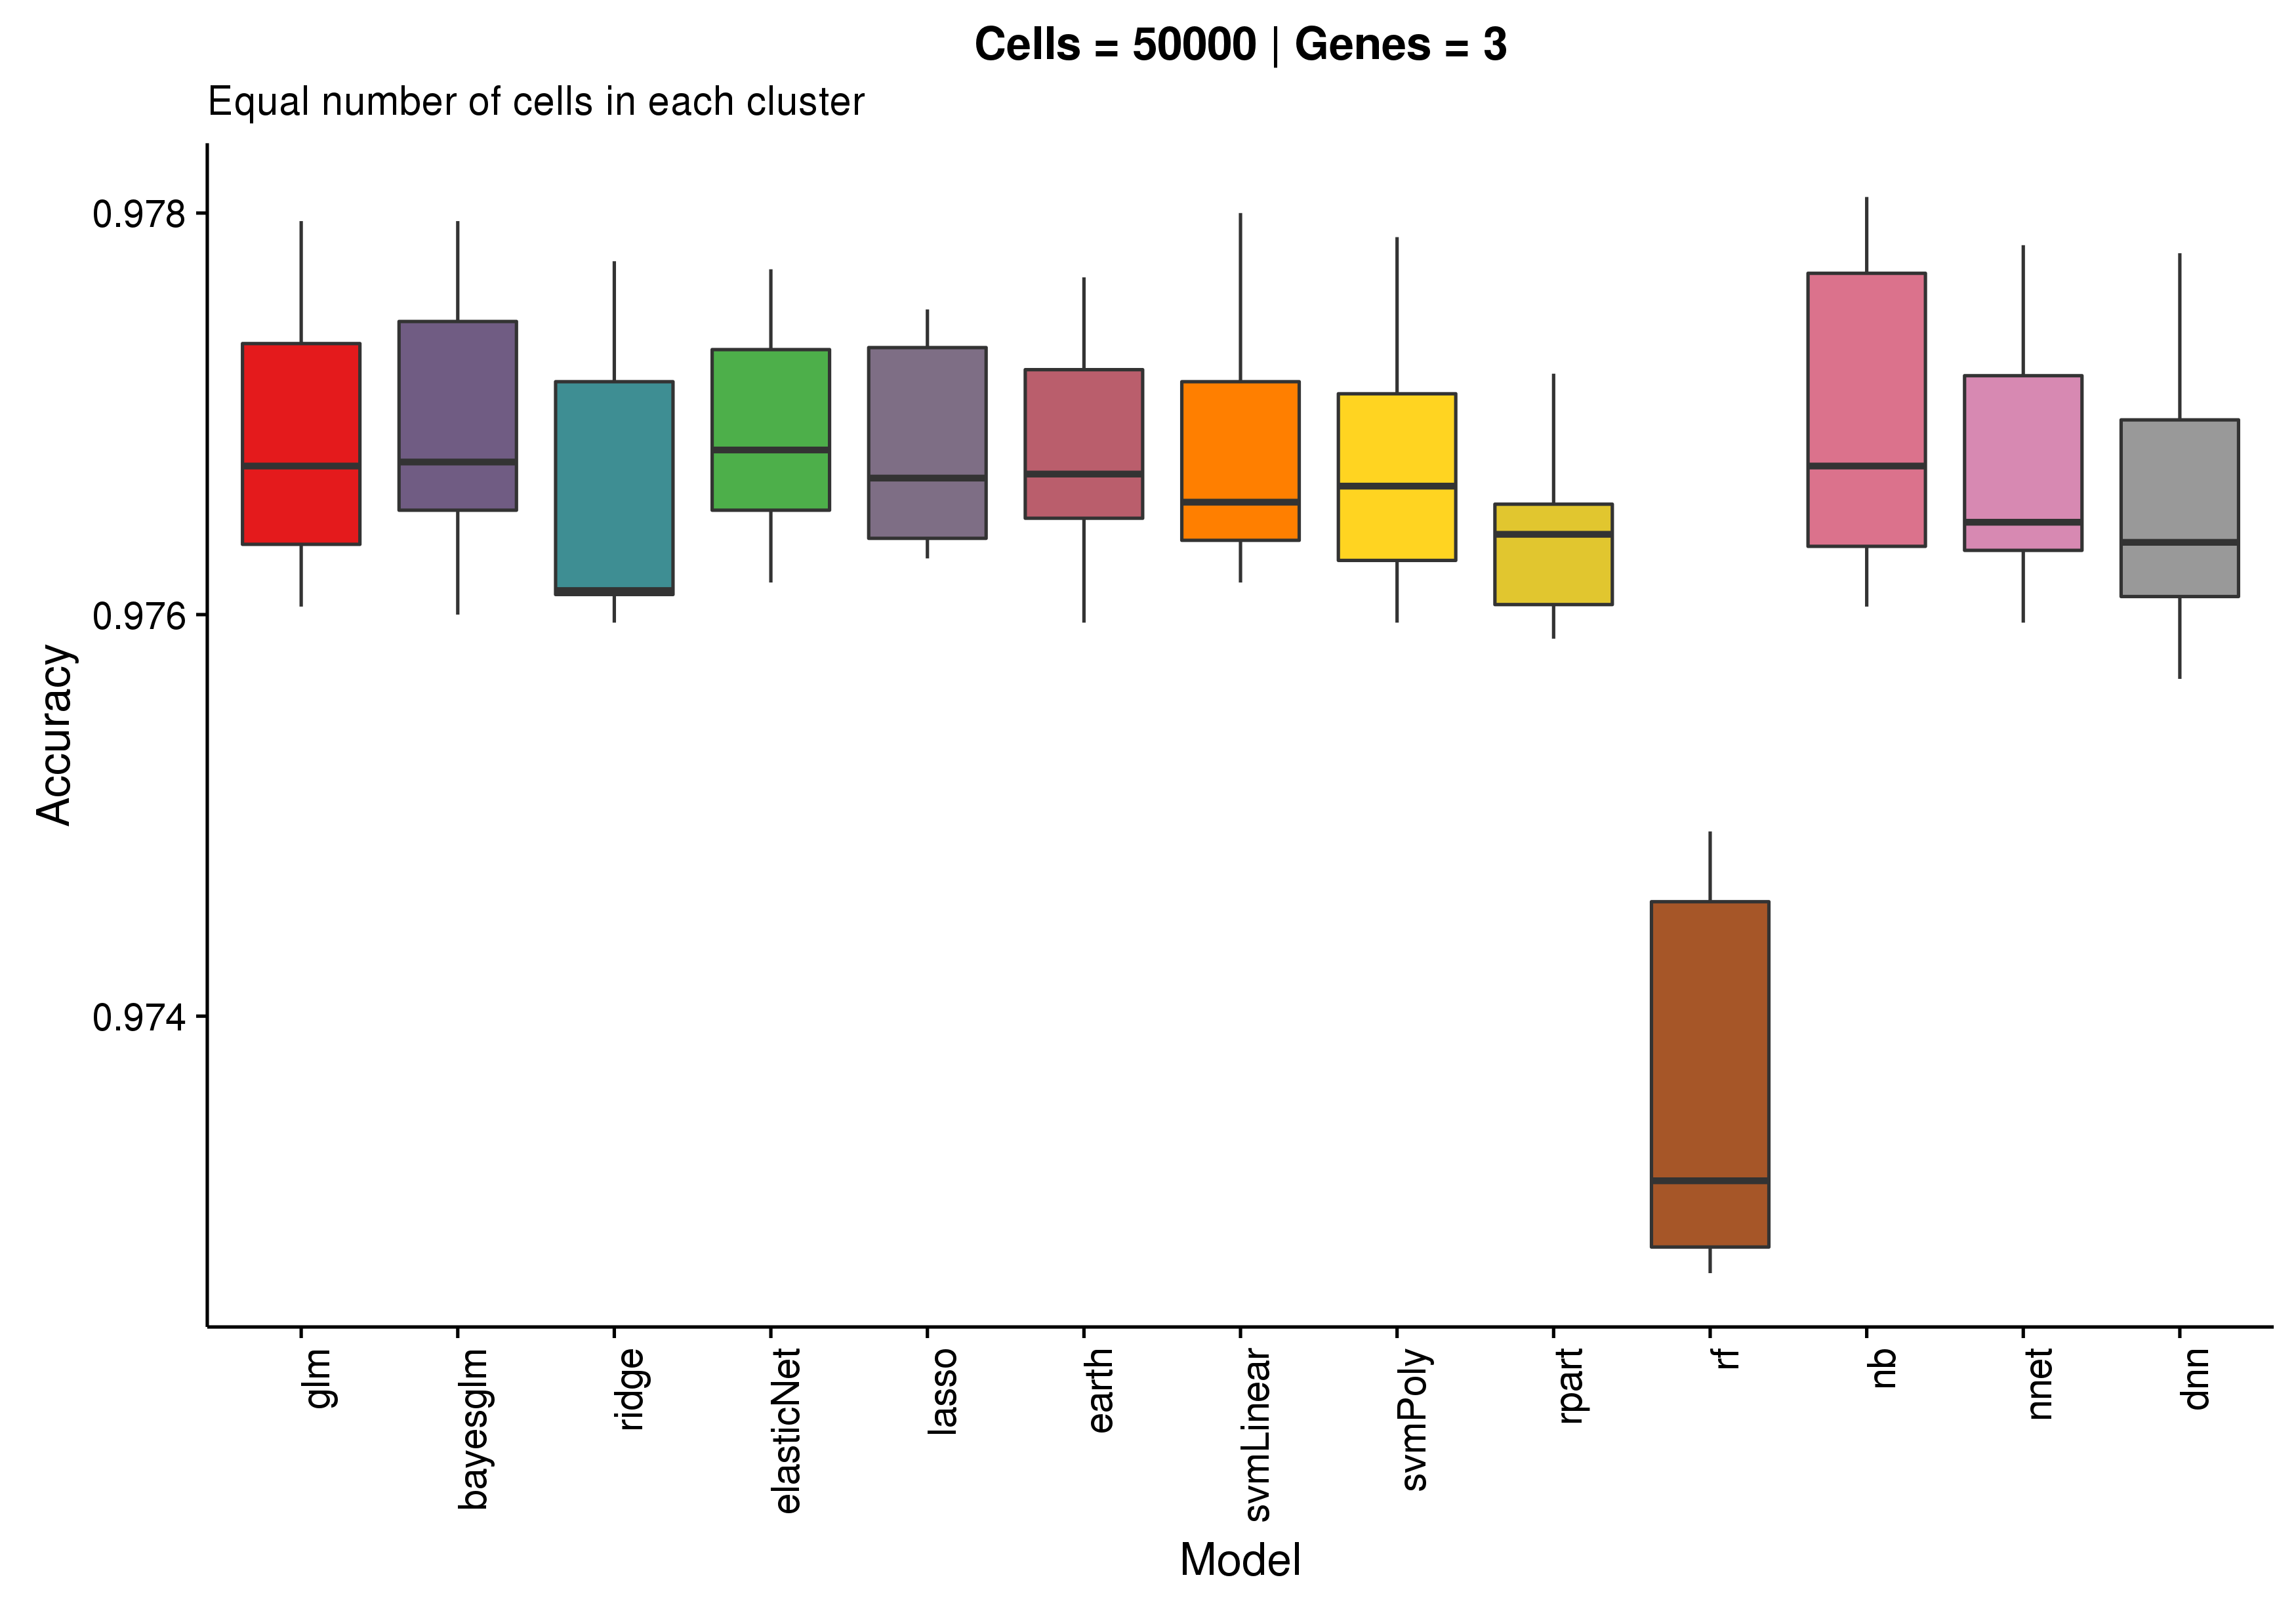 Cells = 50000 | Genes = 3
Equal number of cells in each cluster
0.978
0.976
0.974
Accuracy
glm
bayesglm
ridge
elasticNet
lasso
earth
svmLinear
svmPoly
rpart
rf
nb
nnet
dnn
Model